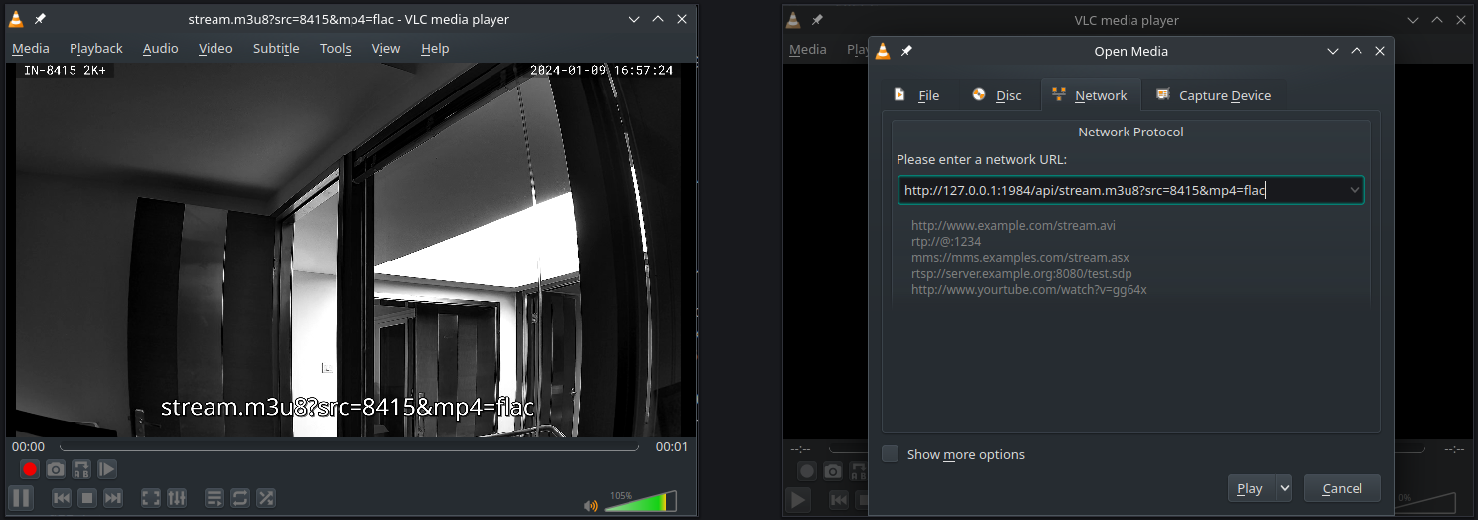 stream.m3u8?src=8415&mp4=flac - VLC media player
Media Playback Audio Video Subtitle Tools View Help
IN-8415 2K+ 2024-01-09 16:57:24
stream.m3u8?src=8415&mp4=flac
00:00 00:01
105%
VLC media player
Media Play
Open Media
File Disc Network Capture Device
Network Protocol
Please enter a network URL:
http://127.0.0.1:1984/api/stream.m3u8?src=8415&mp4=flac
http://www.example.com/stream.avi
rtp://@:1234
mms://mms.examples.com/stream.asx
rtsp://server.example.org:8080/test.sdp
http://www.yourtube.com/watch?v=gg64x
--:-- --:--
Show more options
Play Cancel
0%